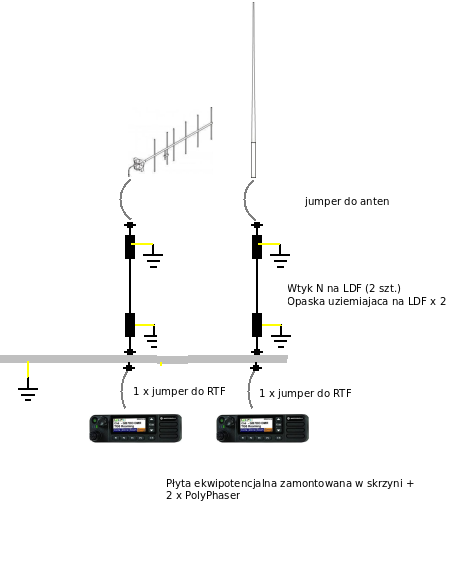 jumper do anten
Wtyk N na LDF (2 szt.)
Opaska uziemiajaca na LDF x 2
1 x jumper do RTF
1 x jumper do RTF
Płyta ekwipotencjalna zamontowana w skrzyni +
2 x PolyPhaser